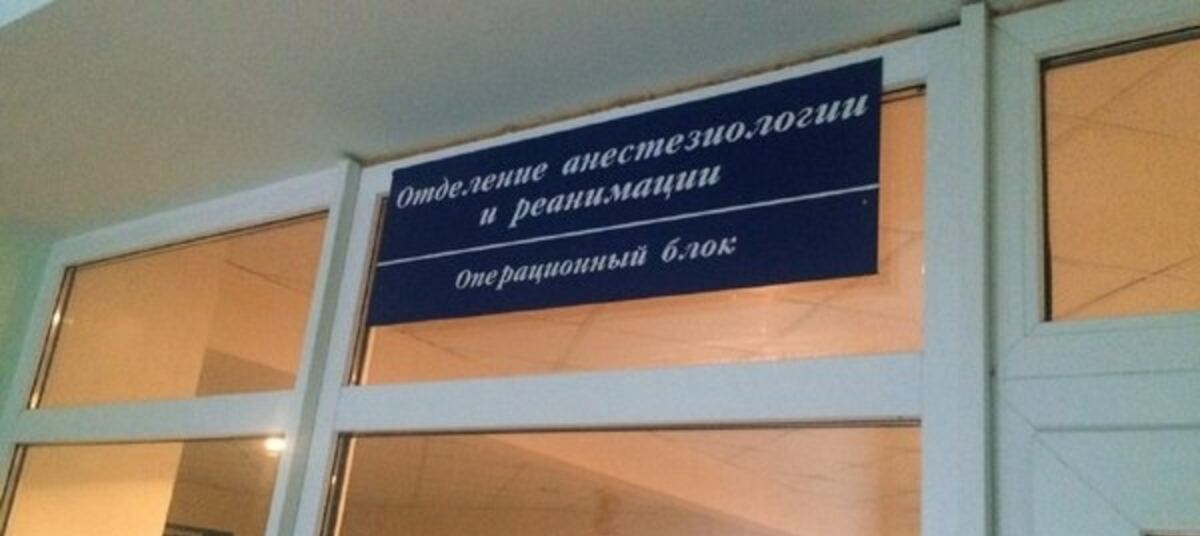 Отделение анестезиологии
и реанимации
Операционный блок